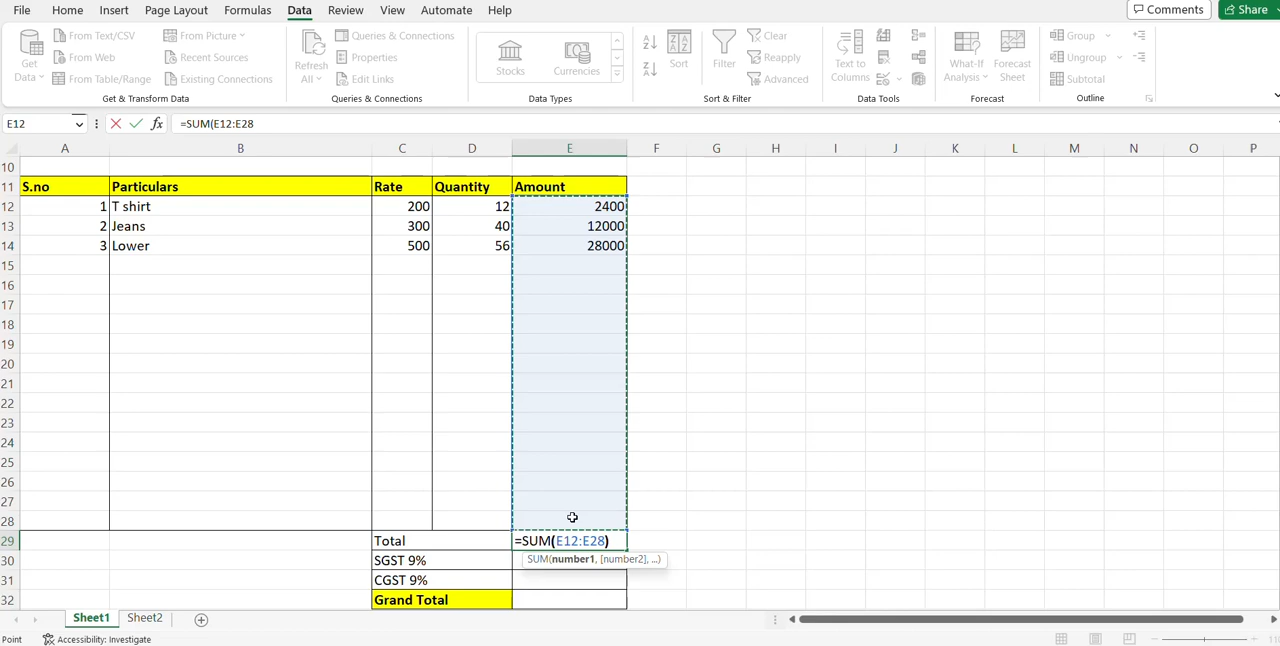 File Home Insert Page Layout Formulas Data Review View Automate Help Comments Share
From Text/CSV From Picture Queries & Connections Clear Group
From Web Recent Sources Properties Reapply Ungroup
Get Data From Table/Range Existing Connections Refresh All Edit Links Stocks Currencies Sort Filter Advanced Text to Columns What-If Analysis Forecast Sheet Subtotal
Get & Transform Data Queries & Connections Data Types Sort & Filter Data Tools Forecast Outline
E12 fx =SUM(E12:E28
A B C D E F G H I J K L M N O P
10
11 S.no Particulars Rate Quantity Amount
12 1 T shirt 200 12 2400
13 2 Jeans 300 40 12000
14 3 Lower 500 56 28000
15
16
17
18
19
20
21
22
23
24
25
26
27
28
29 Total =SUM(E12:E28)
30 SGST 9% SUM(number1, [number2], ...)
31 CGST 9%
32 Grand Total
Sheet1 Sheet2
Point Accessibility: Investigate